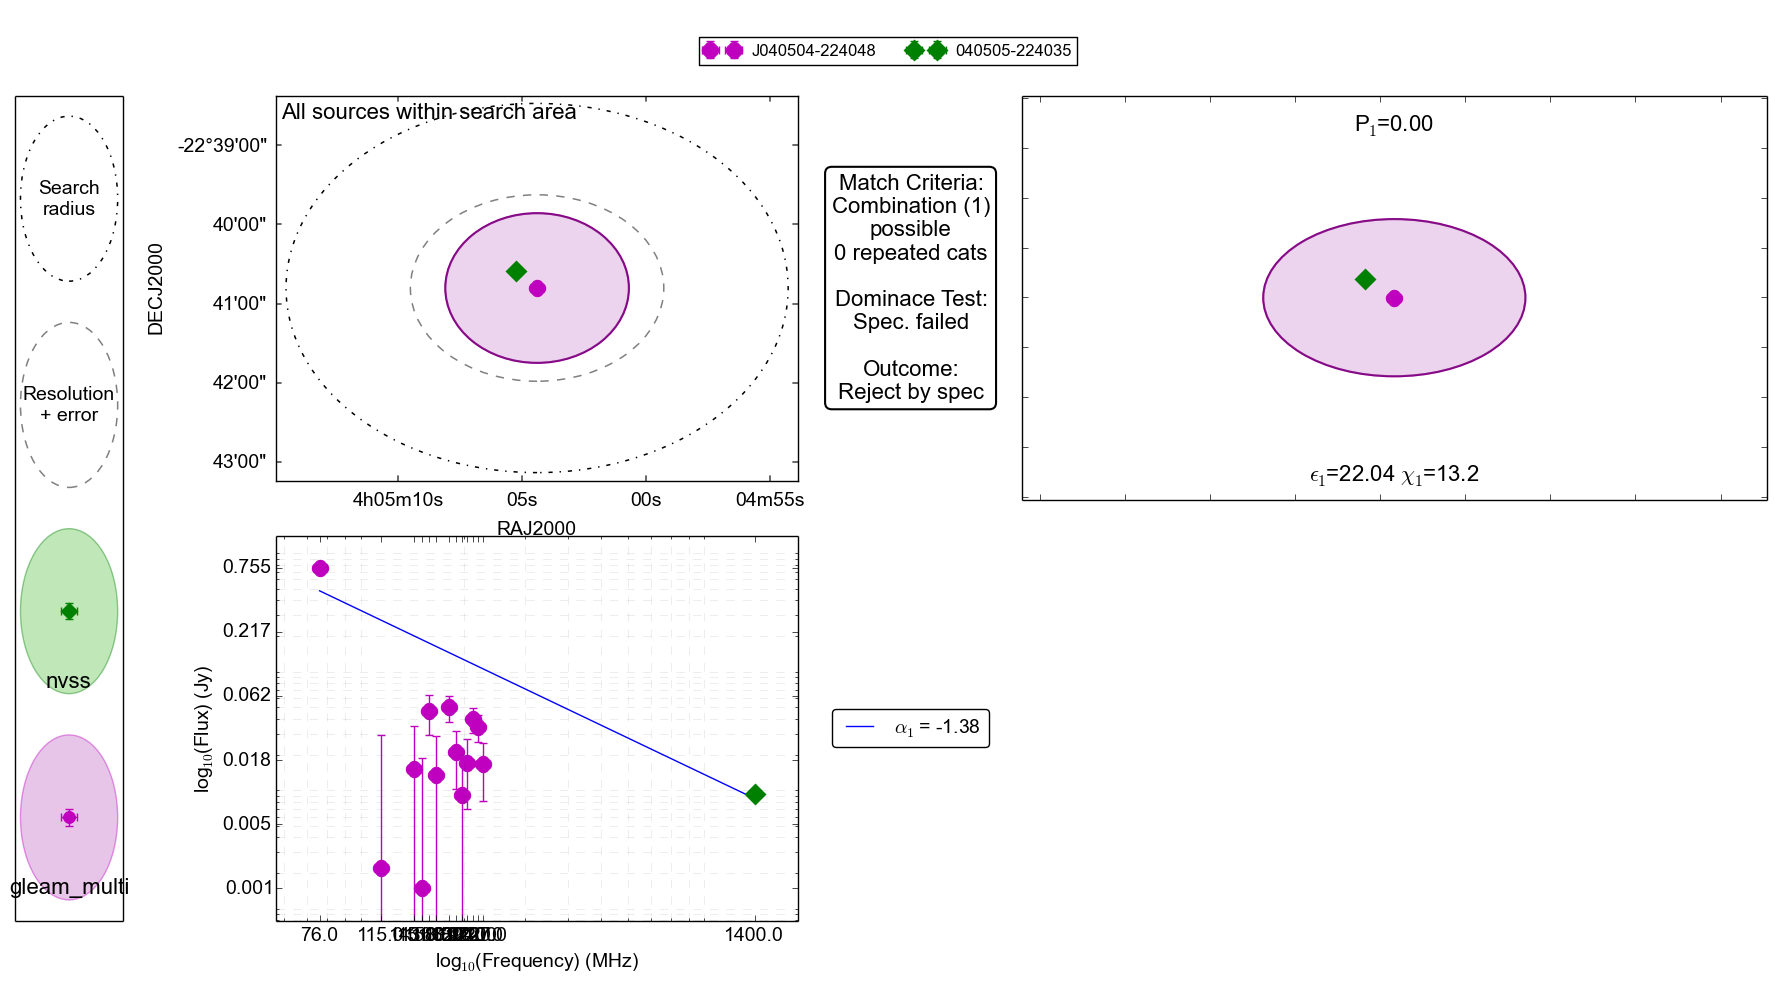 J040504-224048
040505-224035
Search
radius
Resolution
+ error
nvss
gleam_multi
All sources within search area
DECJ2000
-22°39'00"
40'00"
41'00"
42'00"
43'00"
4h05m10s
05s
00s
04m55s
RAJ2000
Match Criteria:
Combination (1)
possible
0 repeated cats
Dominace Test:
Spec. failed
Outcome:
Reject by spec
P₁=0.00
ϵ₁=22.04 χ₁=13.2
log₁₀(Flux) (Jy)
0.755
0.217
0.062
0.018
0.005
0.001
76.0
1400.0
log₁₀(Frequency) (MHz)
α₁ = -1.38